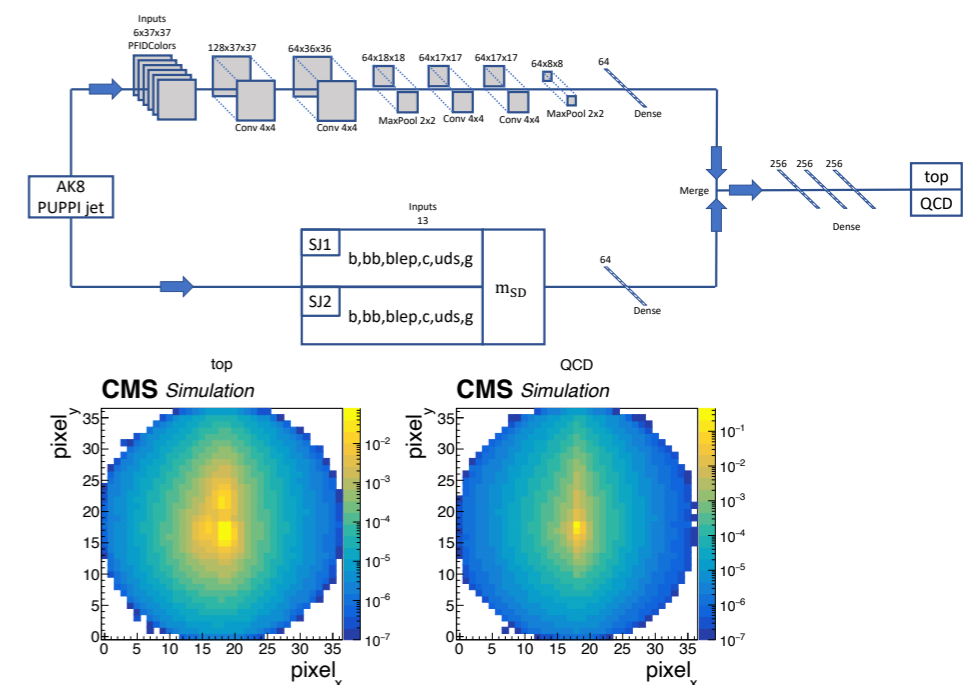 Inputs
6x37x37
PFIDColors
128x37x37
64x36x36
64x18x18
64x17x17
64x17x17
64x8x8
64
Conv 4x4
Conv 4x4
MaxPool 2x2
Conv 4x4
Conv 4x4
MaxPool 2x2
Dense
AK8
PUPPI jet
Merge
256 256 256
Dense
top
QCD
Inputs
13
SJ1
b,bb,blep,c,uds,g
SJ2
b,bb,blep,c,uds,g
mSD
64
Dense
top
CMS Simulation
pixely
35
30
25
20
15
10
5
0
0 5 10 15 20 25 30 35
pixelx
10−2
10−3
10−4
10−5
10−6
10−7
QCD
CMS Simulation
pixely
35
30
25
20
15
10
5
0
0 5 10 15 20 25 30 35
pixelx
10−1
10−2
10−3
10−4
10−5
10−6
10−7